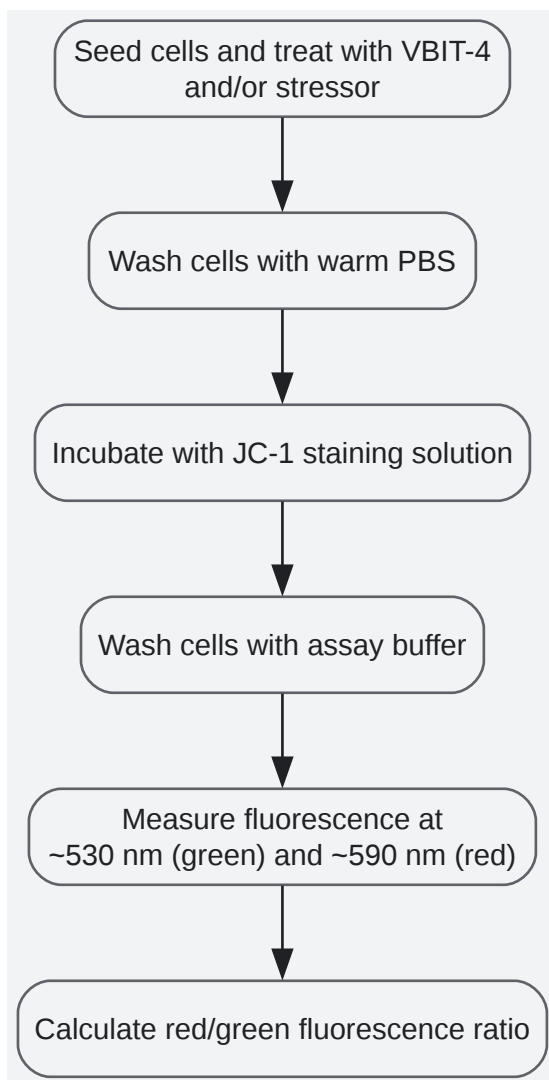 Seed cells and treat with VBIT-4
and/or stressor
Wash cells with warm PBS
Incubate with JC-1 staining solution
Wash cells with assay buffer
Measure fluorescence at
~530 nm (green) and ~590 nm (red)
Calculate red/green fluorescence ratio